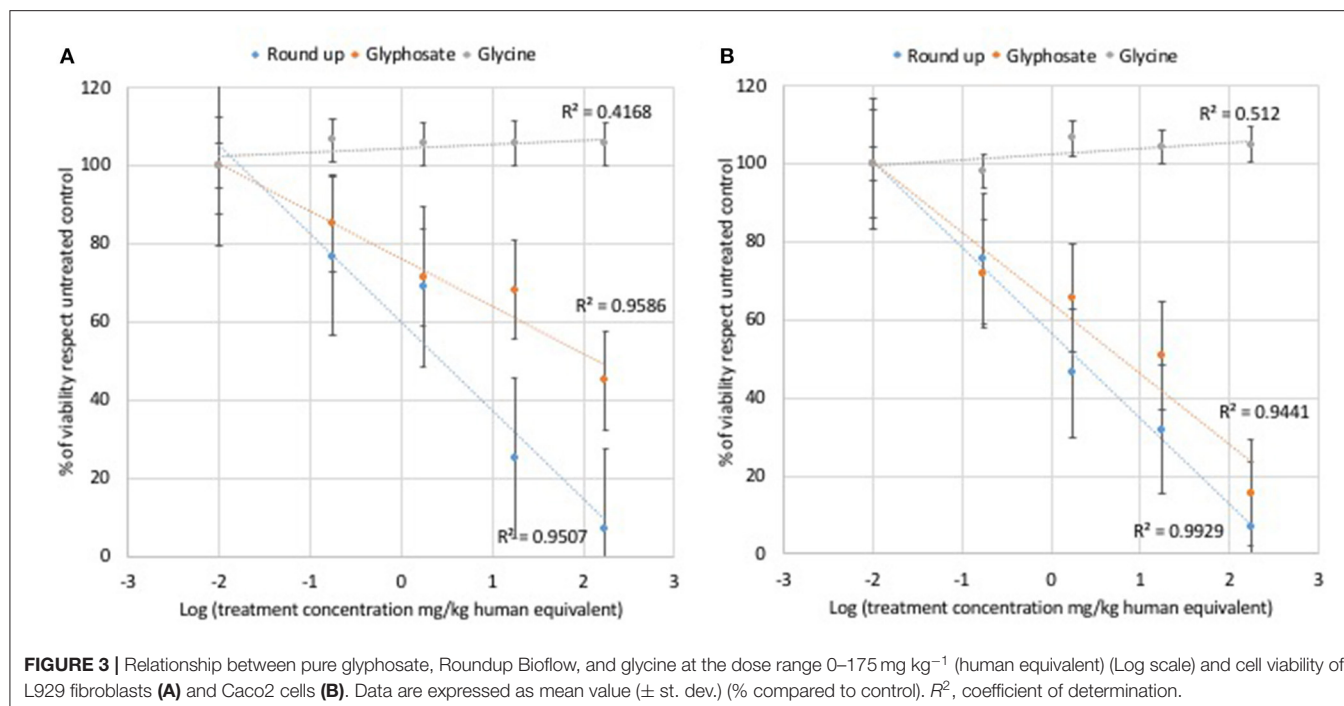 A
Round up Glyphosate Glycine
120
100
80
60
40
20
0
-3 -2 -1 0 1 2 3
% of viability respect untreated control
Log (treatment concentration mg/kg human equivalent)
R² = 0.4168
R² = 0.9586
R² = 0.9507
B
Round up Glyphosate Glycine
120
100
80
60
40
20
0
-3 -2 -1 0 1 2 3
% of viability respect untreated control
Log (treatment concentration mg/kg human equivalent)
R² = 0.512
R² = 0.9441
R² = 0.9929
FIGURE 3 | Relationship between pure glyphosate, Roundup Bioflow, and glycine at the dose range 0–175 mg kg⁻¹ (human equivalent) (Log scale) and cell viability of
L929 fibroblasts (A) and Caco2 cells (B). Data are expressed as mean value (± st. dev.) (% compared to control). R², coefficient of determination.